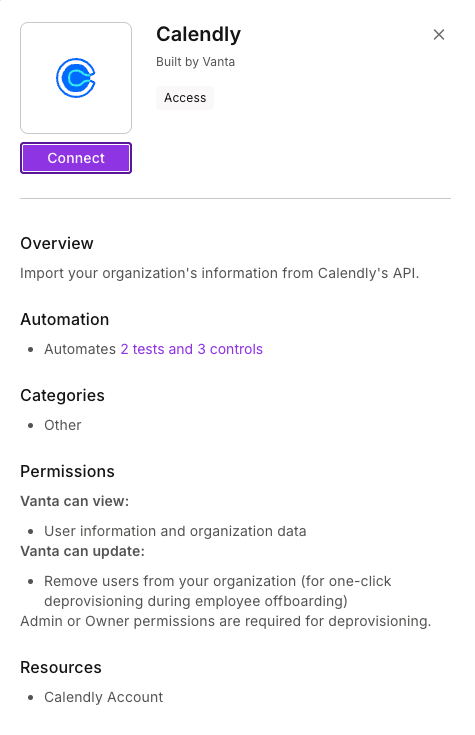 Calendly
Built by Vanta
Access
Connect
Overview
Import your organization's information from Calendly's API.
Automation
• Automates 2 tests and 3 controls
Categories
• Other
Permissions
Vanta can view:
• User information and organization data
Vanta can update:
• Remove users from your organization (for one-click
deprovisioning during employee offboarding)
Admin or Owner permissions are required for deprovisioning.
Resources
• Calendly Account